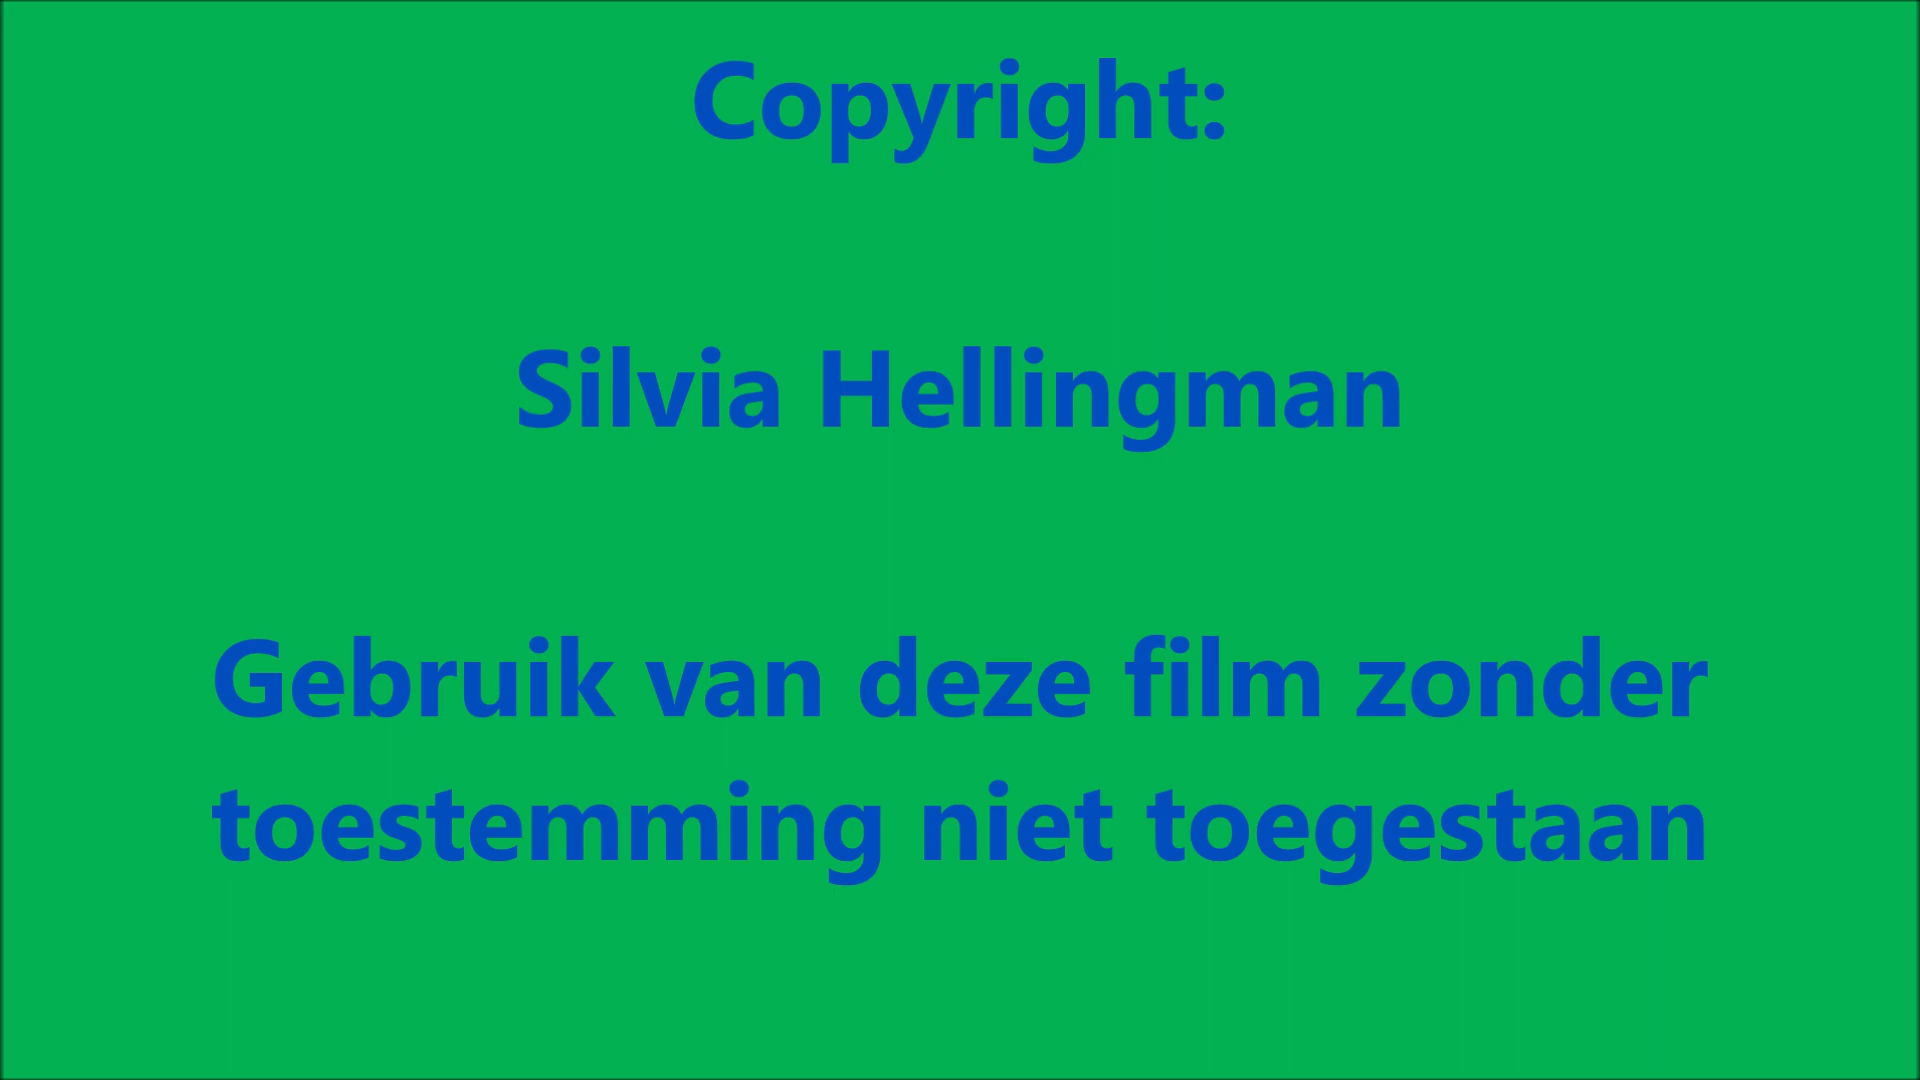 Copyright:
Silvia Hellingman
Gebruik van deze film zonder
toestemming niet toegestaan